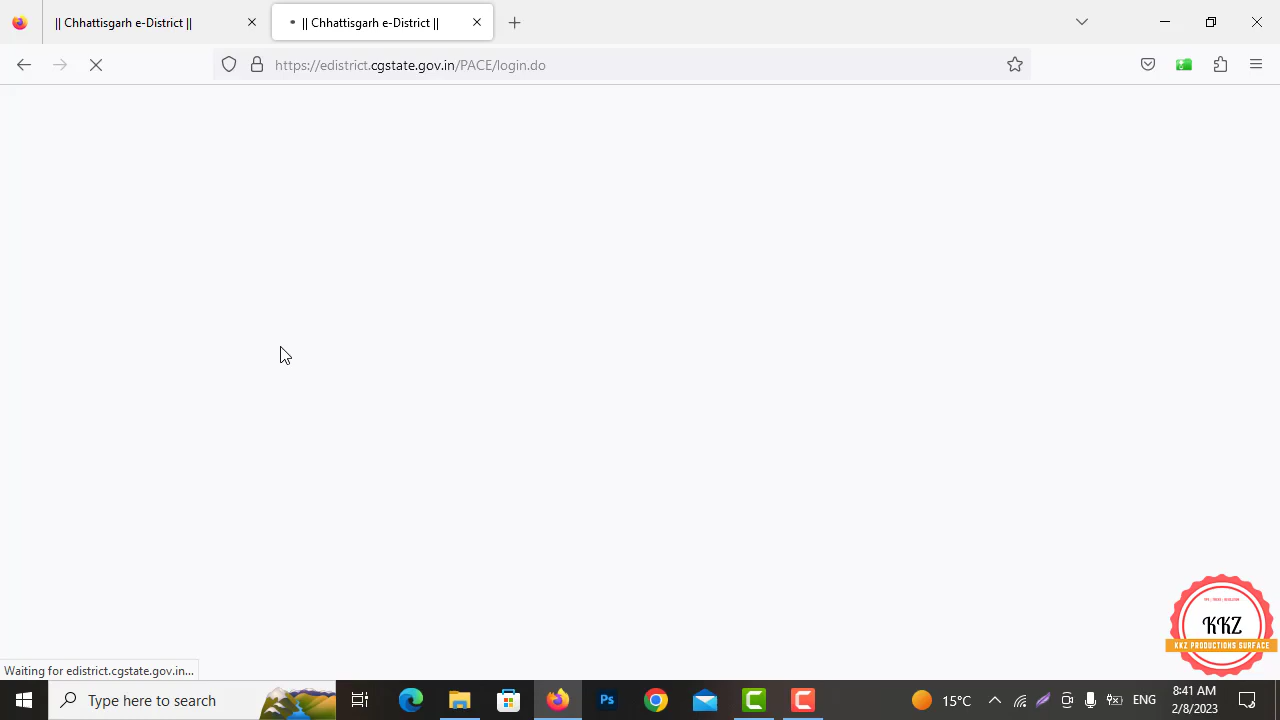 || Chhattisgarh e-District ||
|| Chhattisgarh e-District ||
https://edistrict.cgstate.gov.in/PACE/login.do
KKZ
KKZ PRODUCTIONS SURFACE
Waiting for edistrict.cgstate.gov.in...
Type here to search
Ps
15°C
ENG
8:41 AM
2/8/2023